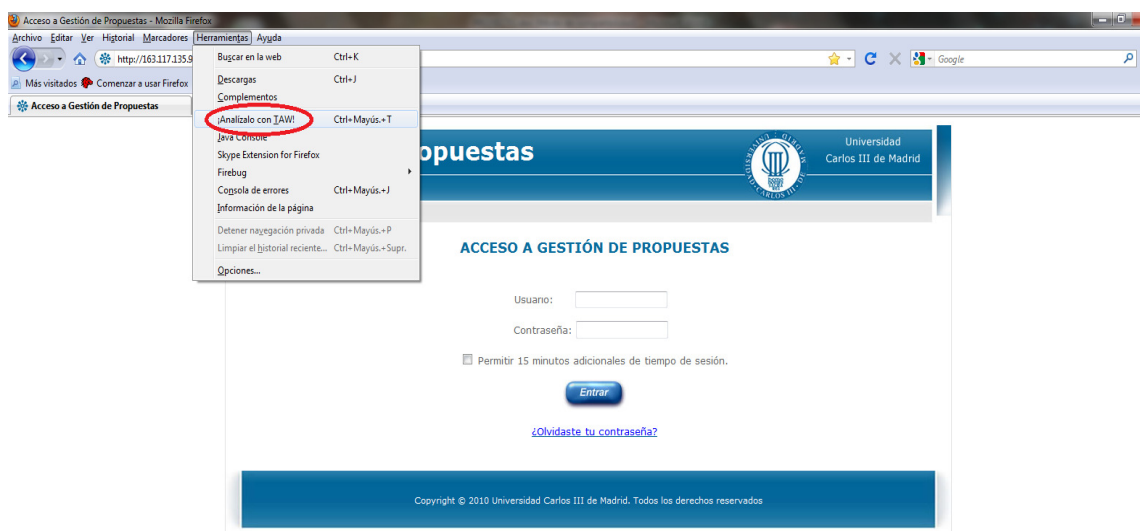 Acceso a Gestión de Propuestas - Mozilla Firefox
Archivo Editar Ver Historial Marcadores Herramientas Ayuda
http://163.117.135.9
Google
Más visitados Comenzar a usar Firefox
Acceso a Gestión de Propuestas
Buscar en la web Ctrl+K
Descargas Ctrl+J
Complementos
¡Analízalo con TAW! Ctrl+Mayús.+T
Java Console
Skype Extension for Firefox
Firebug
Consola de errores Ctrl+Mayús.+J
Información de la página
Detener navegación privada Ctrl+Mayús.+P
Limpiar el historial reciente... Ctrl+Mayús.+Supr.
Opciones...
opuestas
Universidad
Carlos III de Madrid
ACCESO A GESTIÓN DE PROPUESTAS
Usuario:
Contraseña:
Permitir 15 minutos adicionales de tiempo de sesión.
Entrar
¿Olvidaste tu contraseña?
Copyright © 2010 Universidad Carlos III de Madrid. Todos los derechos reservados